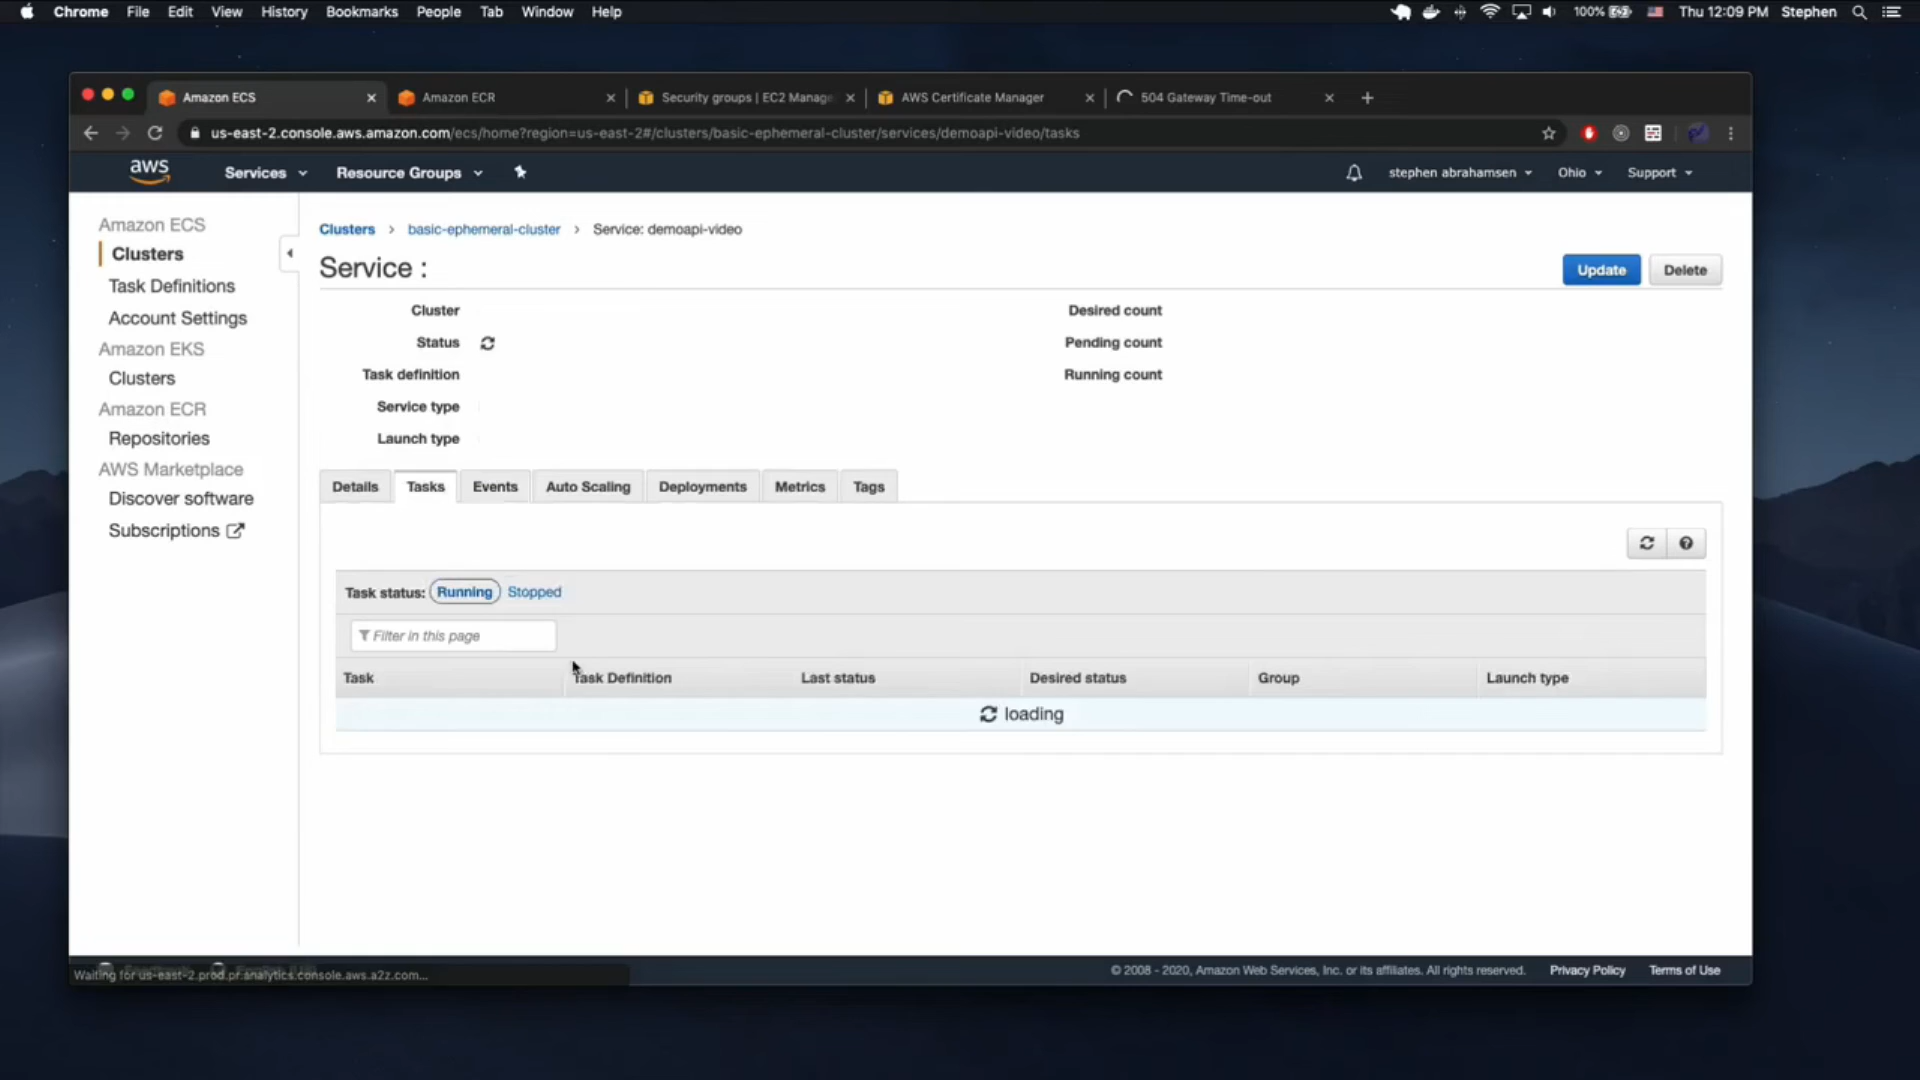 Chrome File Edit View History Bookmarks People Tab Window Help 100% Thu 12:09 PM Stephen
Amazon ECS Amazon ECR Security groups | EC2 Manage AWS Certificate Manager 504 Gateway Time-out
us-east-2.console.aws.amazon.com/ecs/home?region=us-east-2#/clusters/basic-ephemeral-cluster/services/demoapi-video/tasks
aws Services Resource Groups stephen abrahamsen Ohio Support
Amazon ECS
Clusters
Task Definitions
Account Settings
Amazon EKS
Clusters
Amazon ECR
Repositories
AWS Marketplace
Discover software
Subscriptions
Clusters > basic-ephemeral-cluster > Service: demoapi-video
Service :
Update Delete
Cluster
Status
Task definition
Service type
Launch type
Desired count
Pending count
Running count
Details Tasks Events Auto Scaling Deployments Metrics Tags
Task status: Running Stopped
Filter in this page
Task Task Definition Last status Desired status Group Launch type
loading
Waiting for us-east-2.prod.pr.analytics.console.aws.a2z.com...
© 2008 - 2020, Amazon Web Services, Inc. or its affiliates. All rights reserved. Privacy Policy Terms of Use